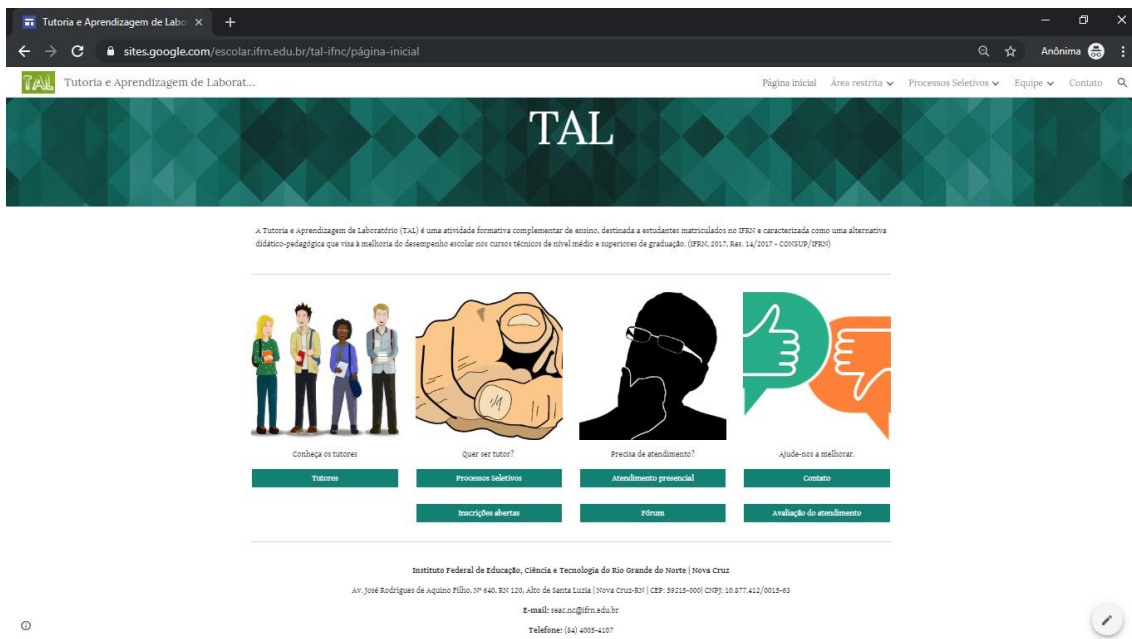 Tutoria e Aprendizagem de Labo
sites.google.com/escolar.ifrn.edu.br/tal-ifnc/página-inicial
Anônima
TAL
Tutoria e Aprendizagem de Laborat...
Página inicial
Área restrita
Processos Seletivos
Equipe
Contato
TAL
A Tutoria e Aprendizagem de Laboratório (TAL) é uma atividade formativa complementar de ensino, destinada a estudantes matriculados no IFRN e caracterizada como uma alternativa
didático-pedagógica que visa à melhoria do desempenho escolar nos cursos técnicos de nível médio e superiores de graduação. (IFRN, 2017, Res. 14/2017 - CONSUP/IFRN)
Conheça os tutores
Quer ser tutor?
Precisa de atendimento?
Ajude-nos a melhorar.
Tutores
Processos Seletivos
Atendimento presencial
Contato
Inscrições abertas
Fórum
Avaliação do atendimento
Instituto Federal de Educação, Ciência e Tecnologia do Rio Grande do Norte | Nova Cruz
Av. José Rodrigues de Aquino Filho, Nº 640, RN 120, Alto de Santa Luzia | Nova Cruz-RN | CEP: 59215-000| CNPJ: 10.877.412/0015-63
E-mail: seac.nc@ifrn.edu.br
Telefone: (84) 4005-4107